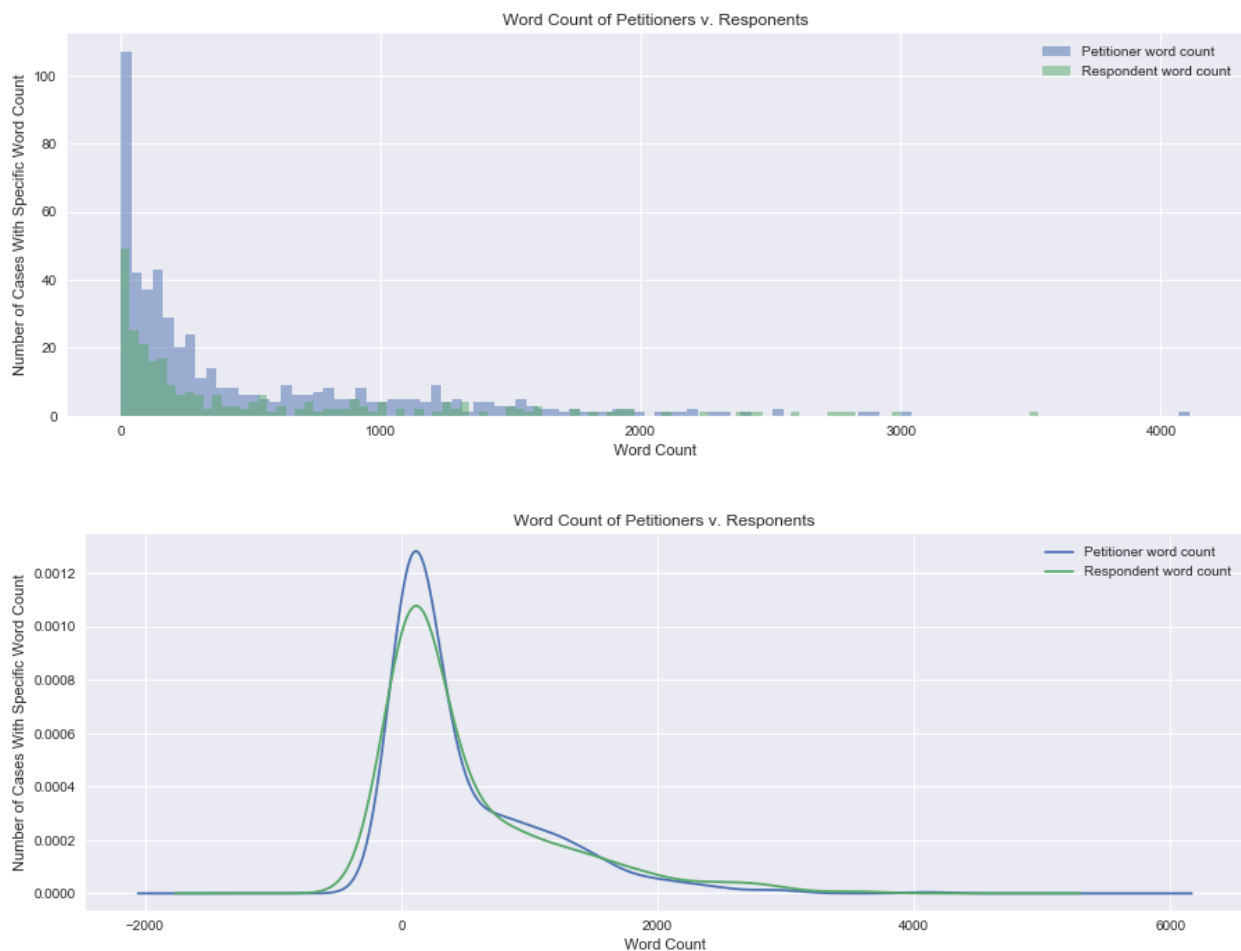 Word Count of Petitioners v. Responents
Petitioner word count
Respondent word count
Number of Cases With Specific Word Count
100
80
60
40
20
0
0 1000 2000 3000 4000
Word Count
Word Count of Petitioners v. Responents
Petitioner word count
Respondent word count
Number of Cases With Specific Word Count
0.0012
0.0010
0.0008
0.0006
0.0004
0.0002
0.0000
−2000 0 2000 4000 6000
Word Count